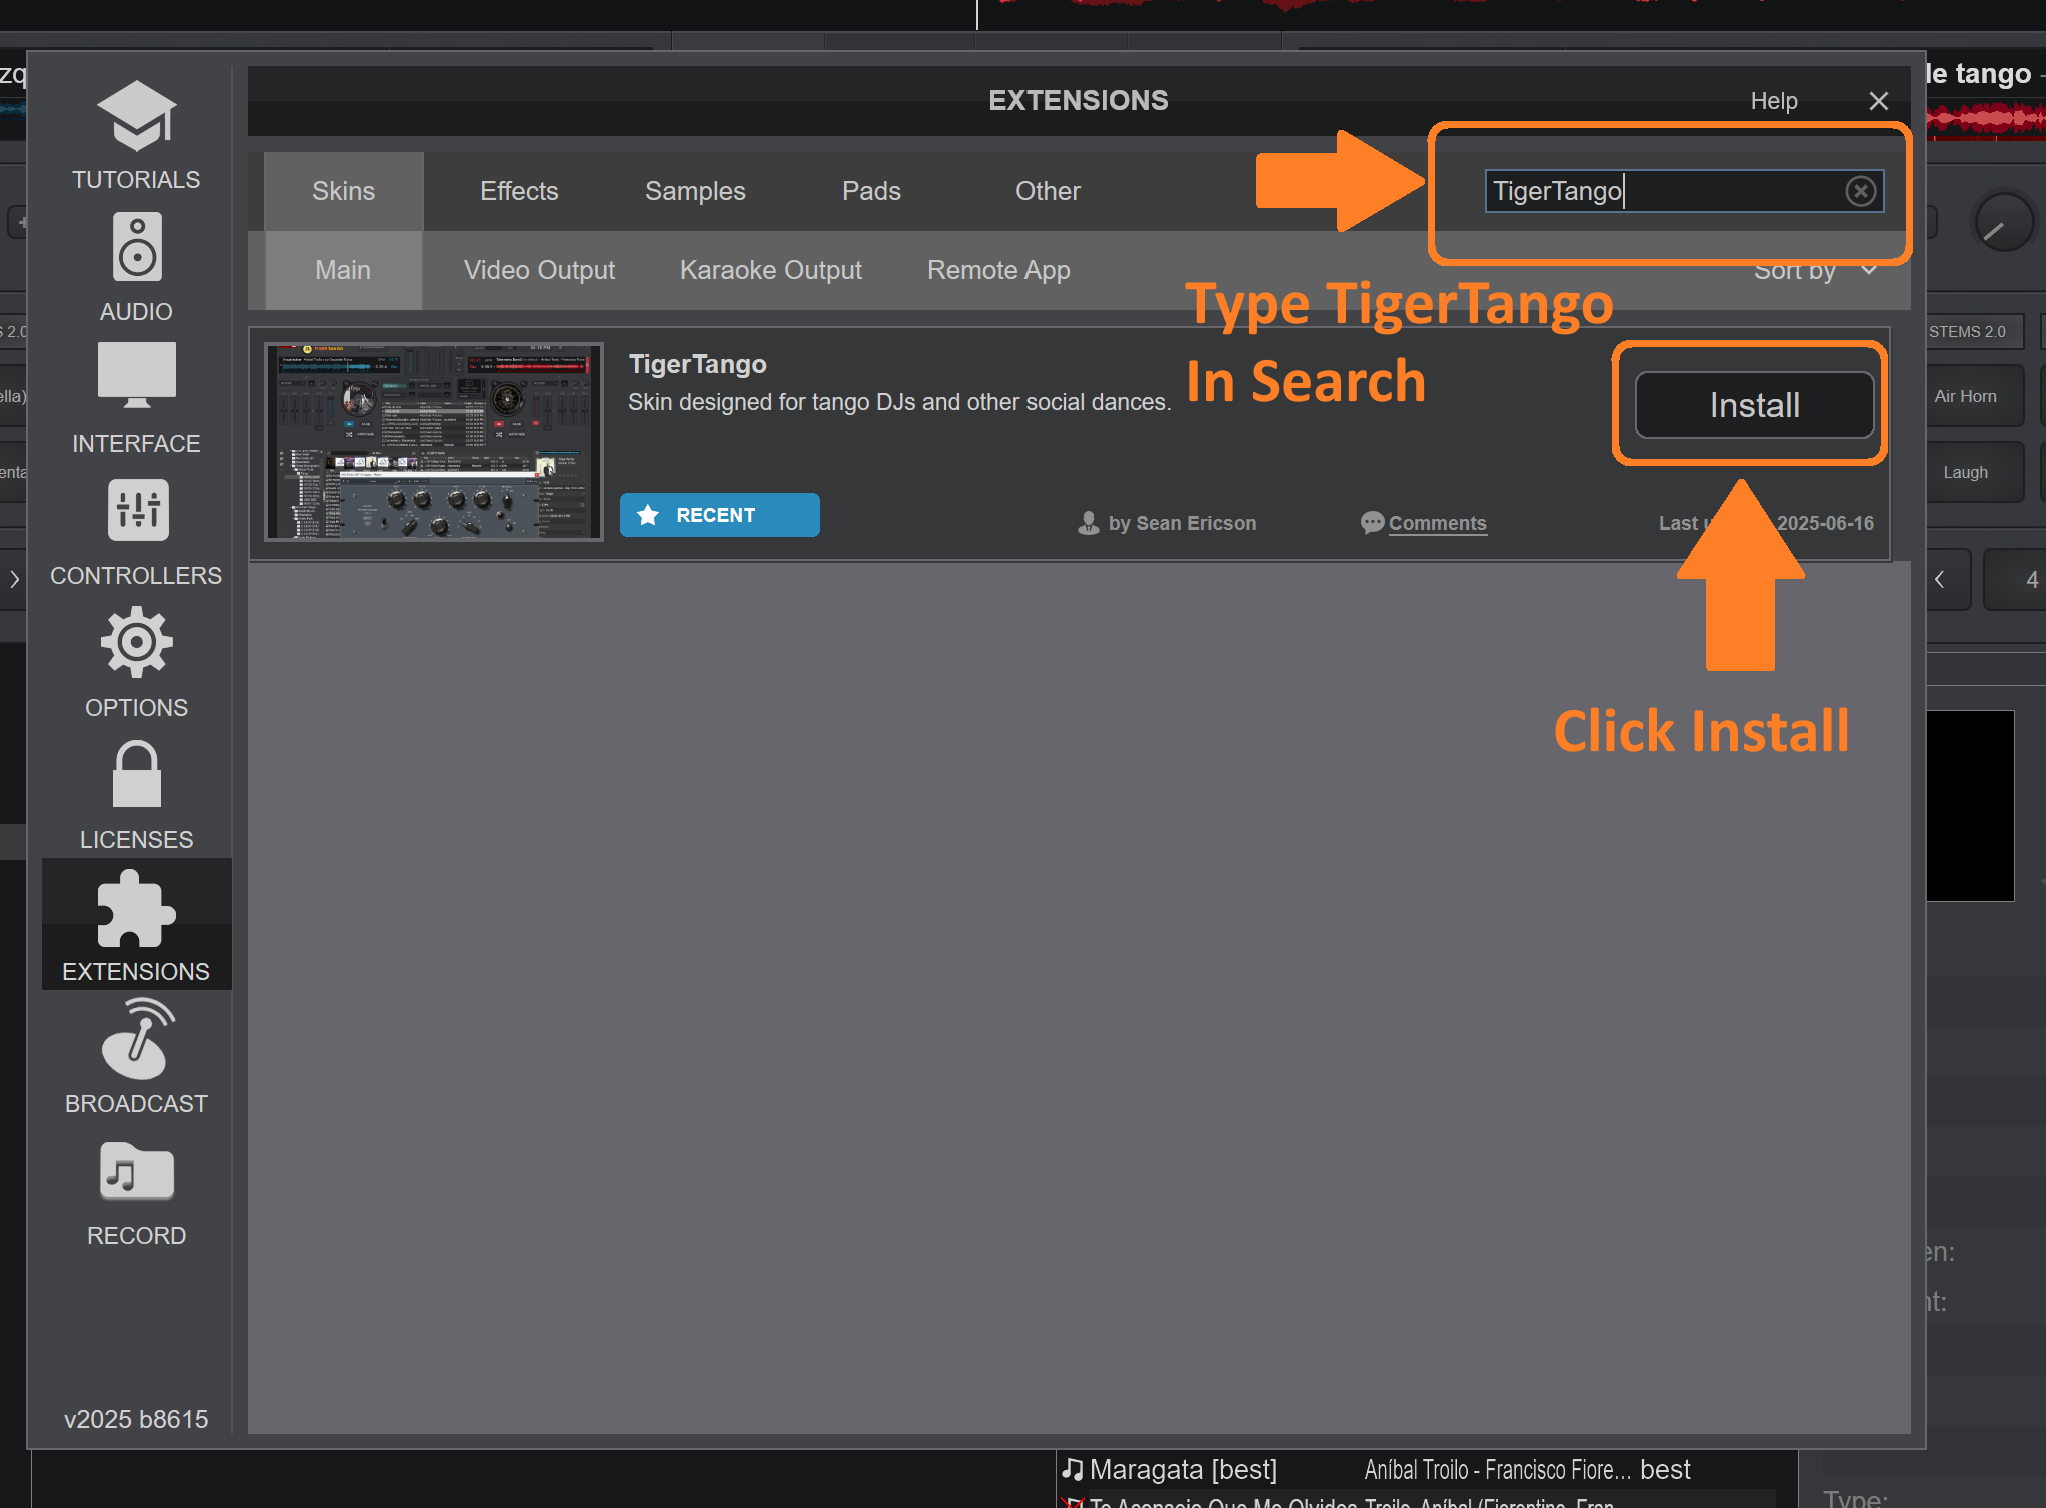 zq
le tango -
EXTENSIONS
Help
TUTORIALS
Skins
Effects
Samples
Pads
Other
TigerTango
Main
Video Output
Karaoke Output
Remote App
Sort by
AUDIO
Type TigerTango
In Search
S 2.0
STEMS 2.0
TigerTango
Skin designed for tango DJs and other social dances.
Install
ella)
Air Horn
INTERFACE
enta
Laugh
RECENT
by Sean Ericson
Comments
Last u
2025-06-16
CONTROLLERS
4
OPTIONS
Click Install
LICENSES
EXTENSIONS
BROADCAST
RECORD
en:
nt:
v2025 b8615
Maragata [best]
Aníbal Troilo - Francisco Fiore...
best
Te Aconsejo Que Me Olvides
Troilo, Aníbal (Fiorentino, Fran
Type: